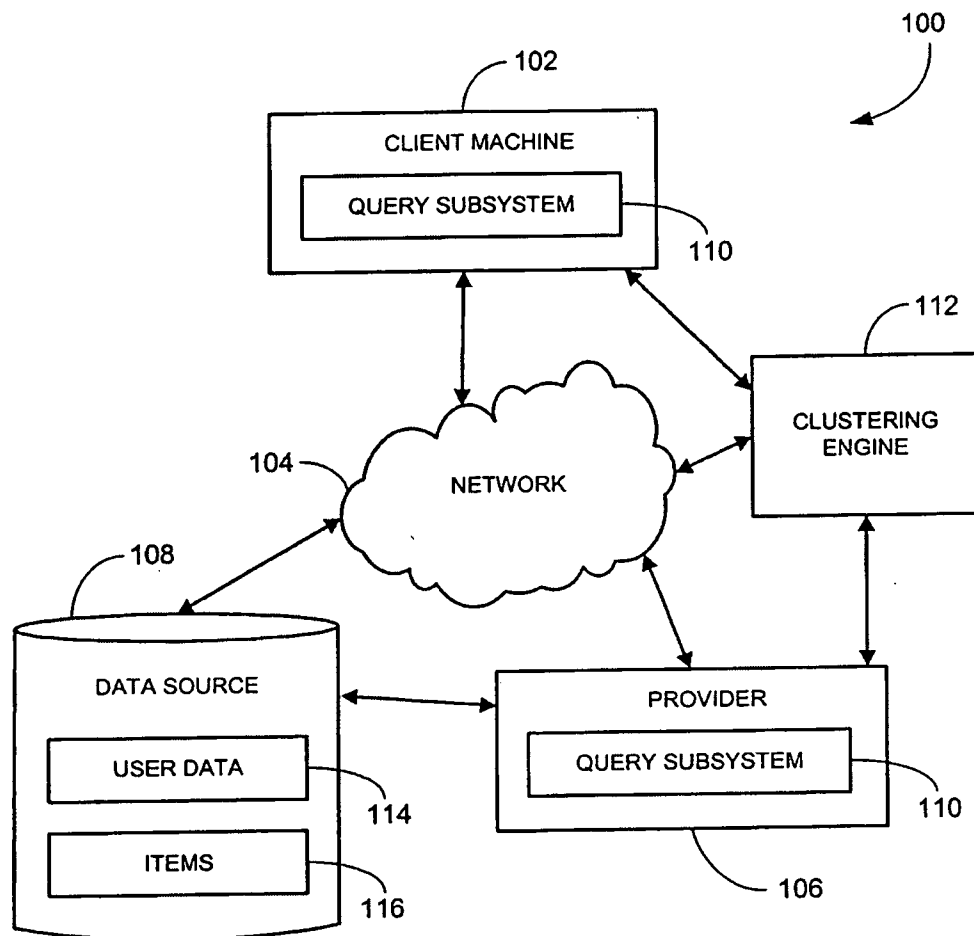 100
102
CLIENT MACHINE
QUERY SUBSYSTEM
110
112
CLUSTERING
ENGINE
104
NETWORK
108
DATA SOURCE
USER DATA
114
ITEMS
116
PROVIDER
QUERY SUBSYSTEM
110
106